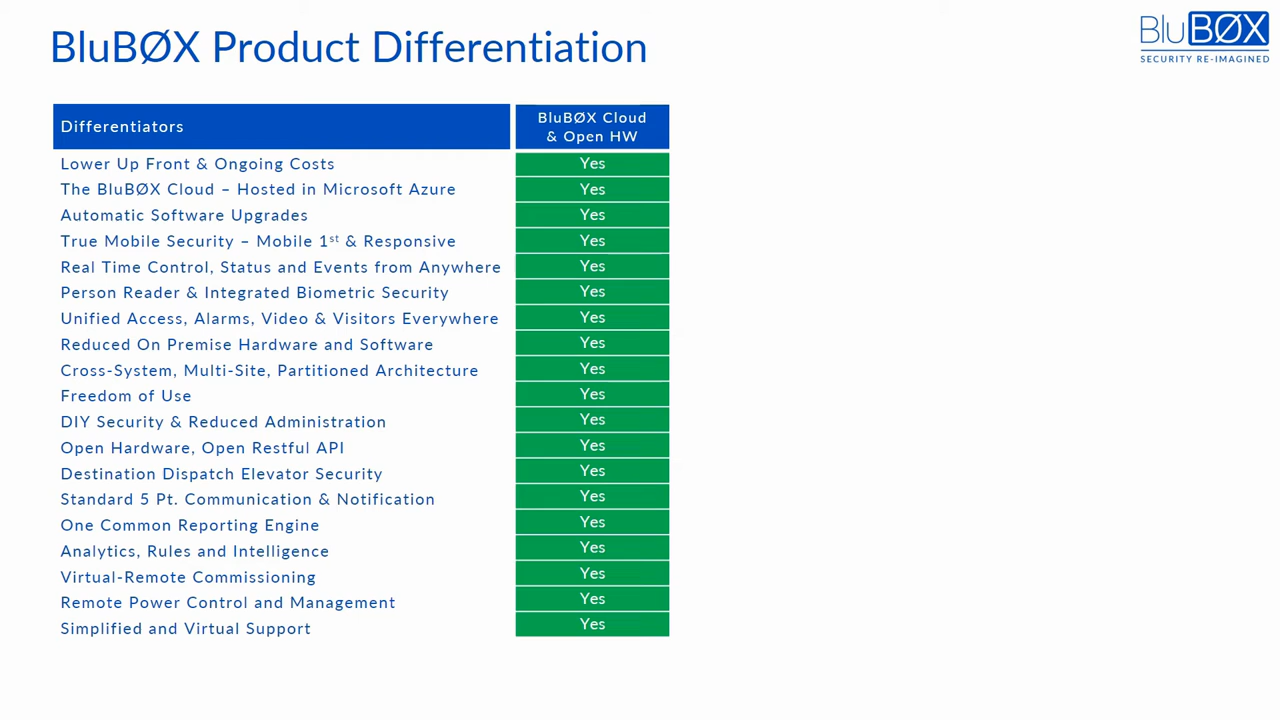 BluBØX Product Differentiation
BluBØX
SECURITY RE-IMAGINED
Differentiators
BluBØX Cloud
& Open HW
Lower Up Front & Ongoing Costs Yes
The BluBØX Cloud – Hosted in Microsoft Azure Yes
Automatic Software Upgrades Yes
True Mobile Security – Mobile 1st & Responsive Yes
Real Time Control, Status and Events from Anywhere Yes
Person Reader & Integrated Biometric Security Yes
Unified Access, Alarms, Video & Visitors Everywhere Yes
Reduced On Premise Hardware and Software Yes
Cross-System, Multi-Site, Partitioned Architecture Yes
Freedom of Use Yes
DIY Security & Reduced Administration Yes
Open Hardware, Open Restful API Yes
Destination Dispatch Elevator Security Yes
Standard 5 Pt. Communication & Notification Yes
One Common Reporting Engine Yes
Analytics, Rules and Intelligence Yes
Virtual-Remote Commissioning Yes
Remote Power Control and Management Yes
Simplified and Virtual Support Yes